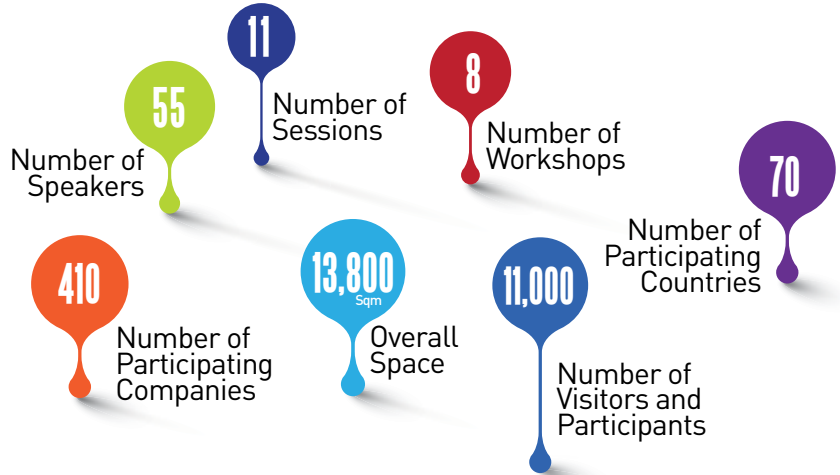 55
Number of
Speakers
11
Number of
Sessions
8
Number of
Workshops
70
Number of
Participating
Countries
410
Number of
Participating
Companies
13,800
Sqm
Overall
Space
11,000
Number of
Visitors and
Participants